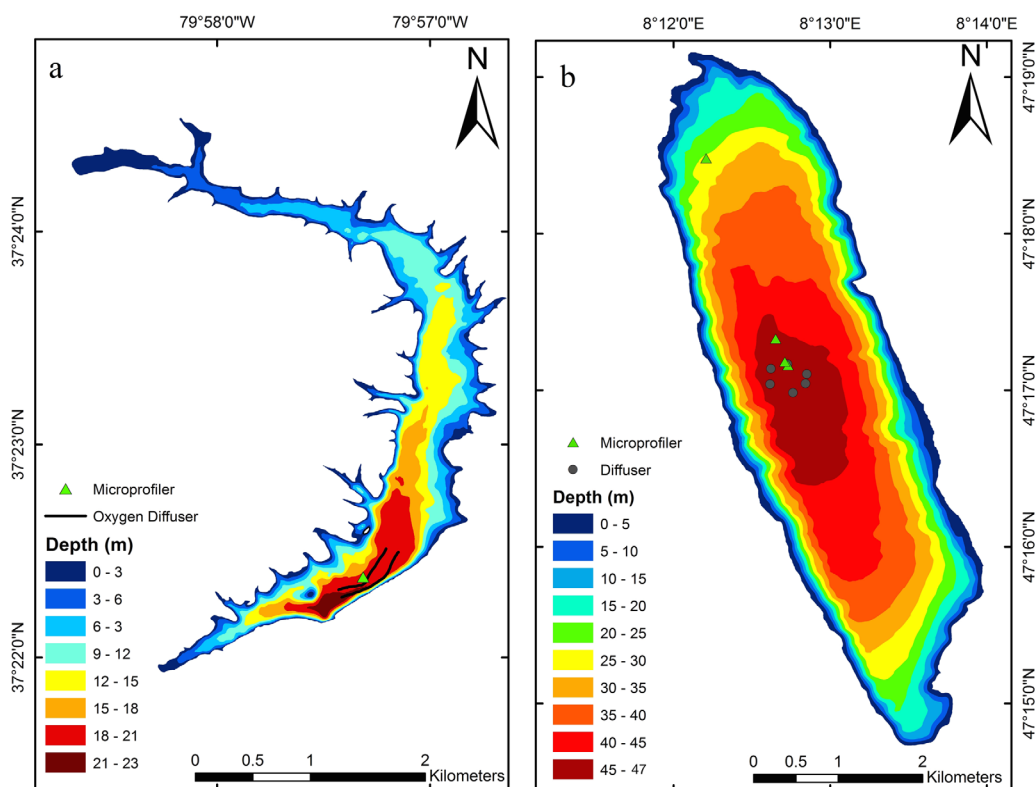 79°58'0"W
79°57'0"W
a
N
37°24'0"N
37°23'0"N
37°22'0"N
Microprofiler
Oxygen Diffuser
Depth (m)
0 - 3
3 - 6
6 - 3
9 - 12
12 - 15
15 - 18
18 - 21
21 - 23
0 0.5 1 2
Kilometers
8°12'0"E
8°13'0"E
8°14'0"E
b
N
47°19'0"N
47°18'0"N
47°17'0"N
47°16'0"N
47°15'0"N
Microprofiler
Diffuser
Depth (m)
0 - 5
5 - 10
10 - 15
15 - 20
20 - 25
25 - 30
30 - 35
35 - 40
40 - 45
45 - 47
0 0.5 1 2
Kilometers